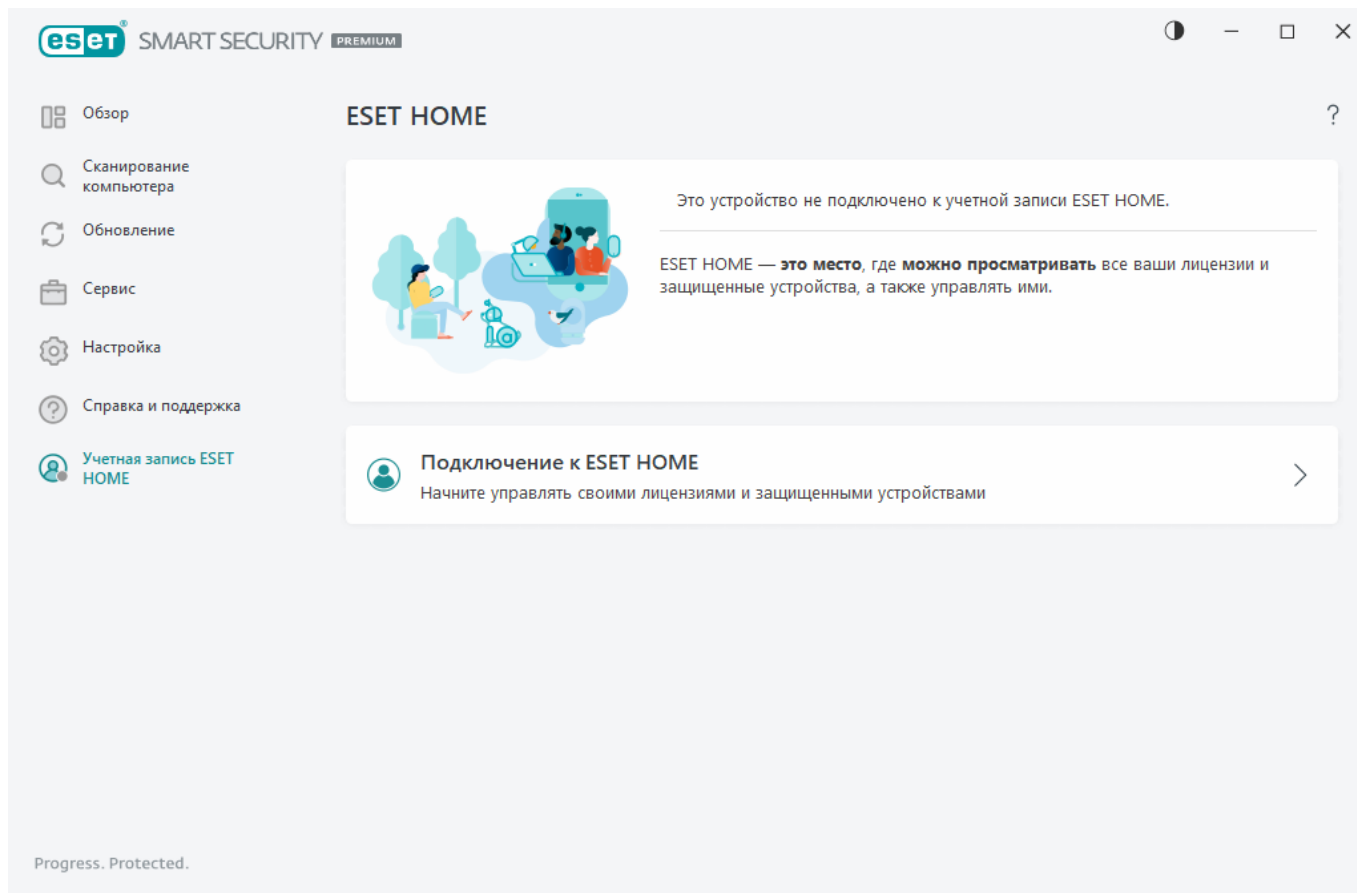 eset® SMART SECURITY PREMIUM
Обзор
Сканирование
компьютера
Обновление
Сервис
Настройка
Справка и поддержка
Учетная запись ESET
HOME
ESET HOME
?
Это устройство не подключено к учетной записи ESET HOME.
ESET HOME — это место, где можно просматривать все ваши лицензии и
защищенные устройства, а также управлять ими.
Подключение к ESET HOME
Начните управлять своими лицензиями и защищенными устройствами
Progress. Protected.